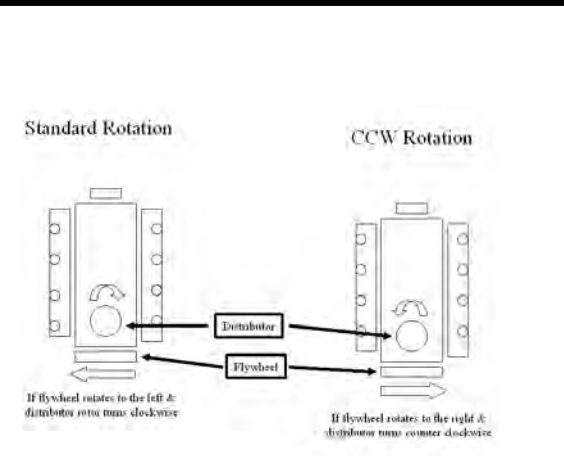 Standard Rotation
CCW Rotation
Distributor
Flywheel
If flywheel rotates to the left &
distributor rotor turns clockwise
If flywheel rotates to the right &
distributor turns counter clockwise